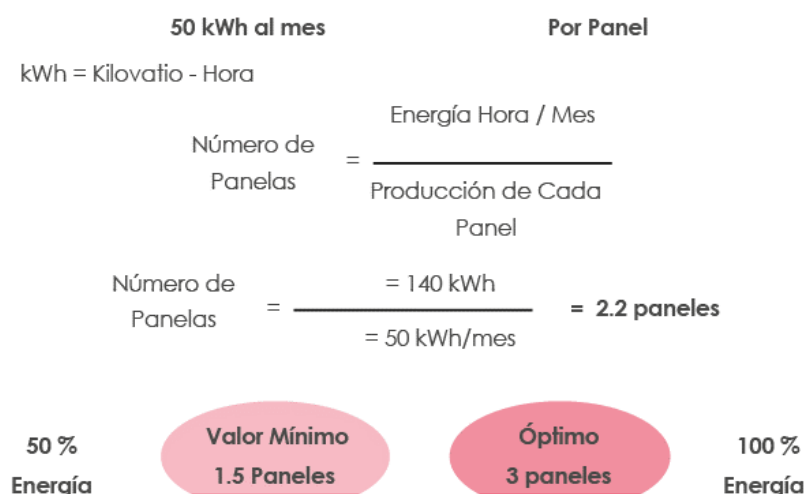 50 kWh al mes Por Panel
kWh = Kilovatio - Hora
Energía Hora / Mes
Número de
Panelas
=
Producción de Cada
Panel
Número de
Panelas
=
= 140 kWh
= 50 kWh/mes
= 2.2 paneles
50 %
Energía
Valor Mínimo
1.5 Paneles
Óptimo
3 paneles
100 %
Energía